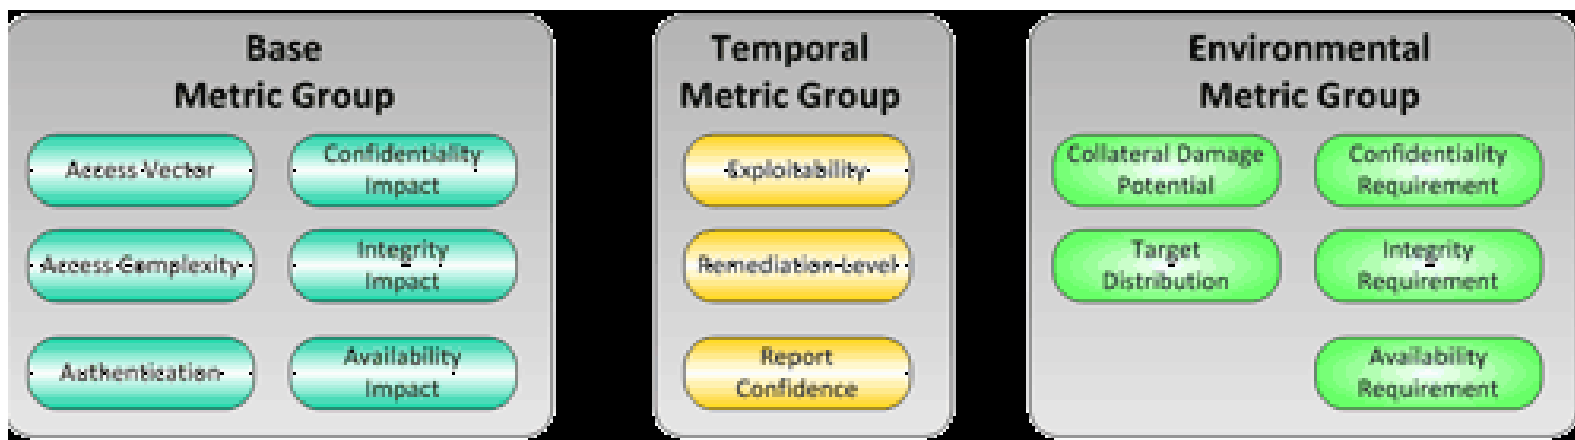 Base
Metric Group
Access Vector
Confidentiality
Impact
Access Complexity
Integrity
Impact
Authentication
Availability
Impact
Temporal
Metric Group
Exploitability
Remediation Level
Report
Confidence
Environmental
Metric Group
Collateral Damage
Potential
Confidentiality
Requirement
Target
Distribution
Integrity
Requirement
Availability
Requirement